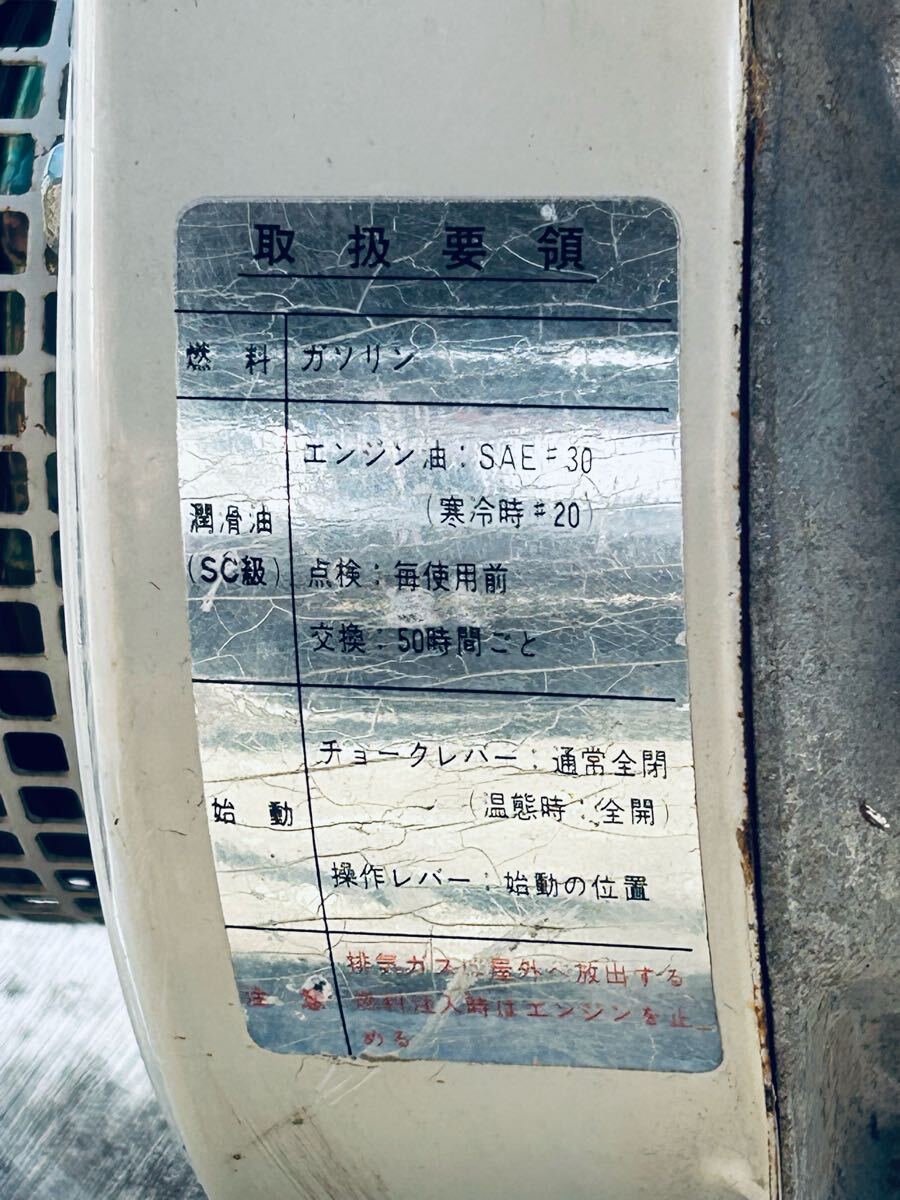 取扱要領
燃料 ガソリン
エンジン油：SAE#30
（寒冷時#20）
潤滑油
（SC級）
点検：毎使用前
交換：50時間ごと
チョークレバー：通常全閉
（温態時：全開）
始動
操作レバー：始動の位置
排気ガスは屋外へ放出する
注意 燃料注入時はエンジンを止
める